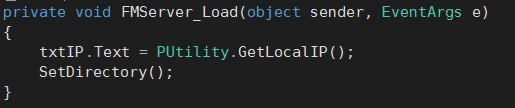 private void FMServer_Load(object sender, EventArgs e)
{
    txtIP.Text = PUtility.GetLocalIP();
    SetDirectory();
}